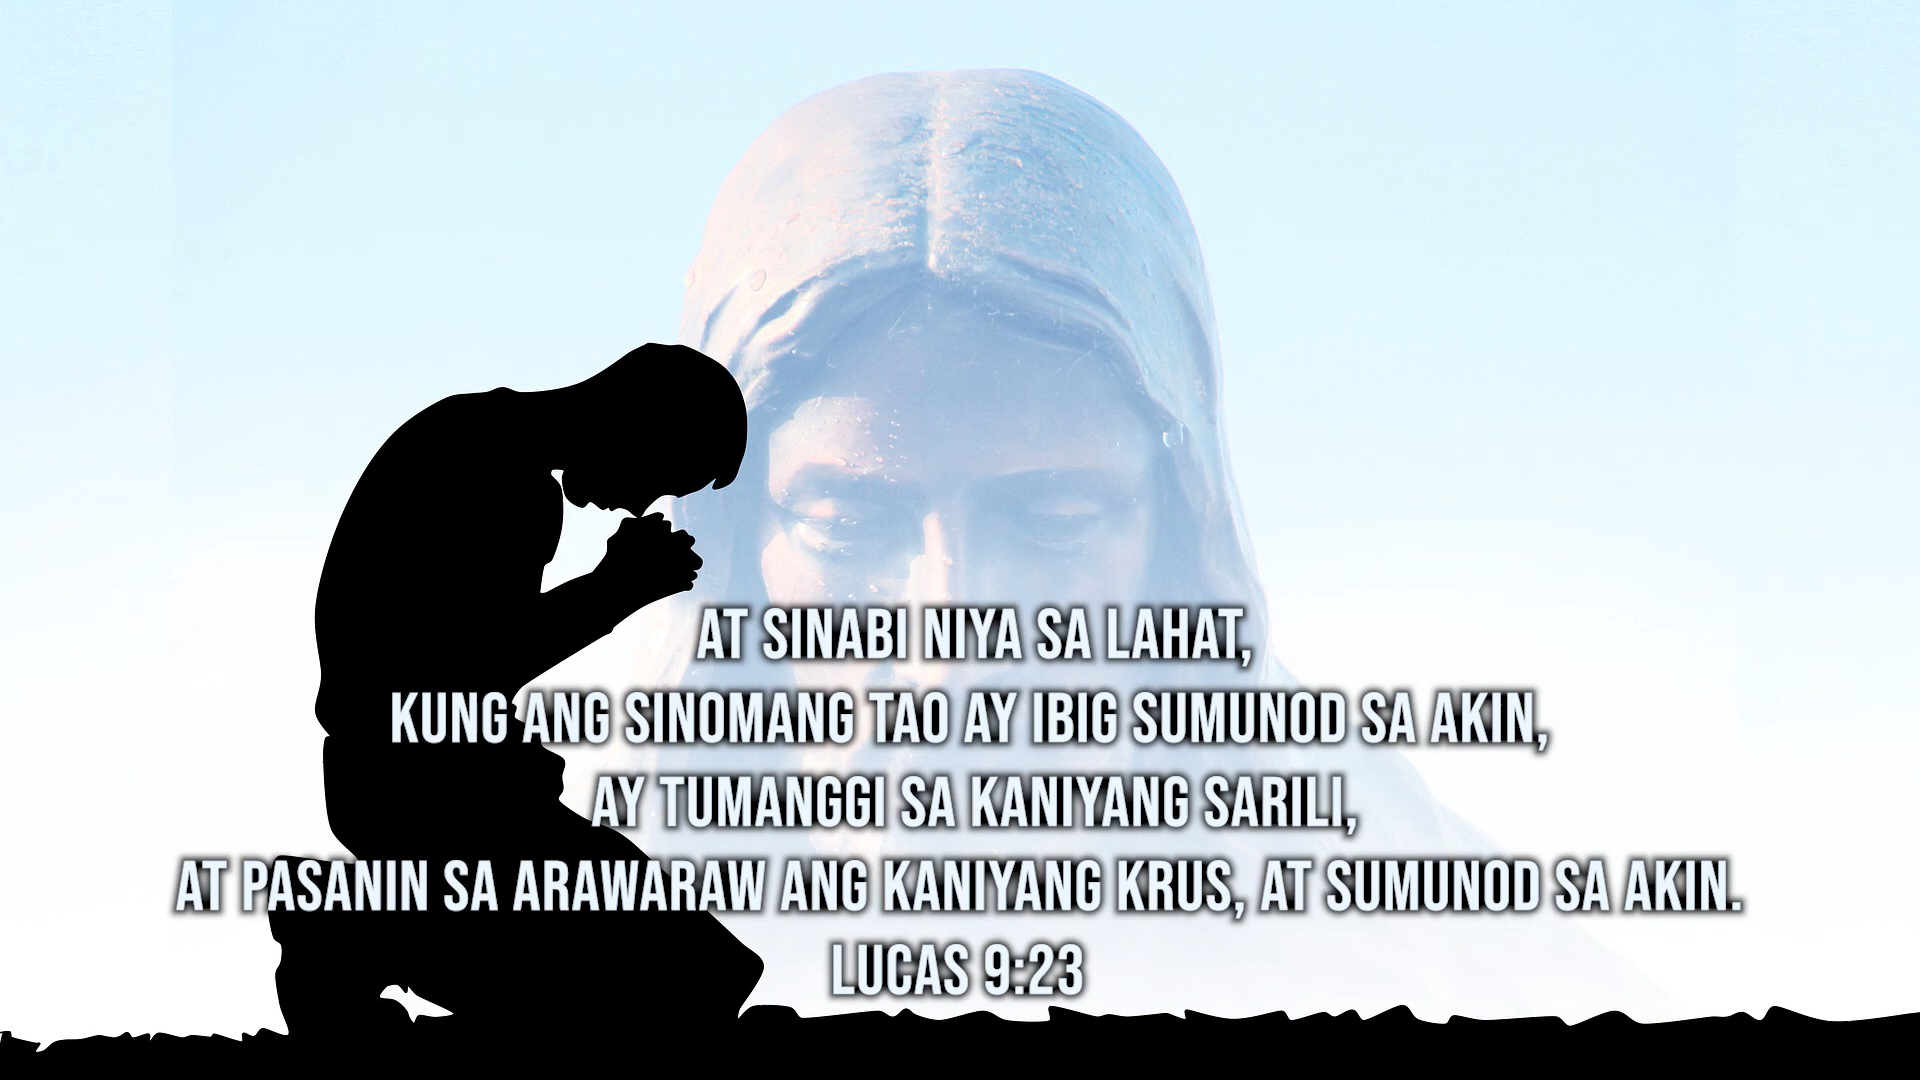 AT SINABI NIYA SA LAHAT,
KUNG ANG SINOMANG TAO AY IBIG SUMUNOD SA AKIN,
AY TUMANGGI SA KANIYANG SARILI,
AT PASANIN SA ARAWARAW ANG KANIYANG KRUS, AT SUMUNOD SA AKIN.
LUCAS 9:23